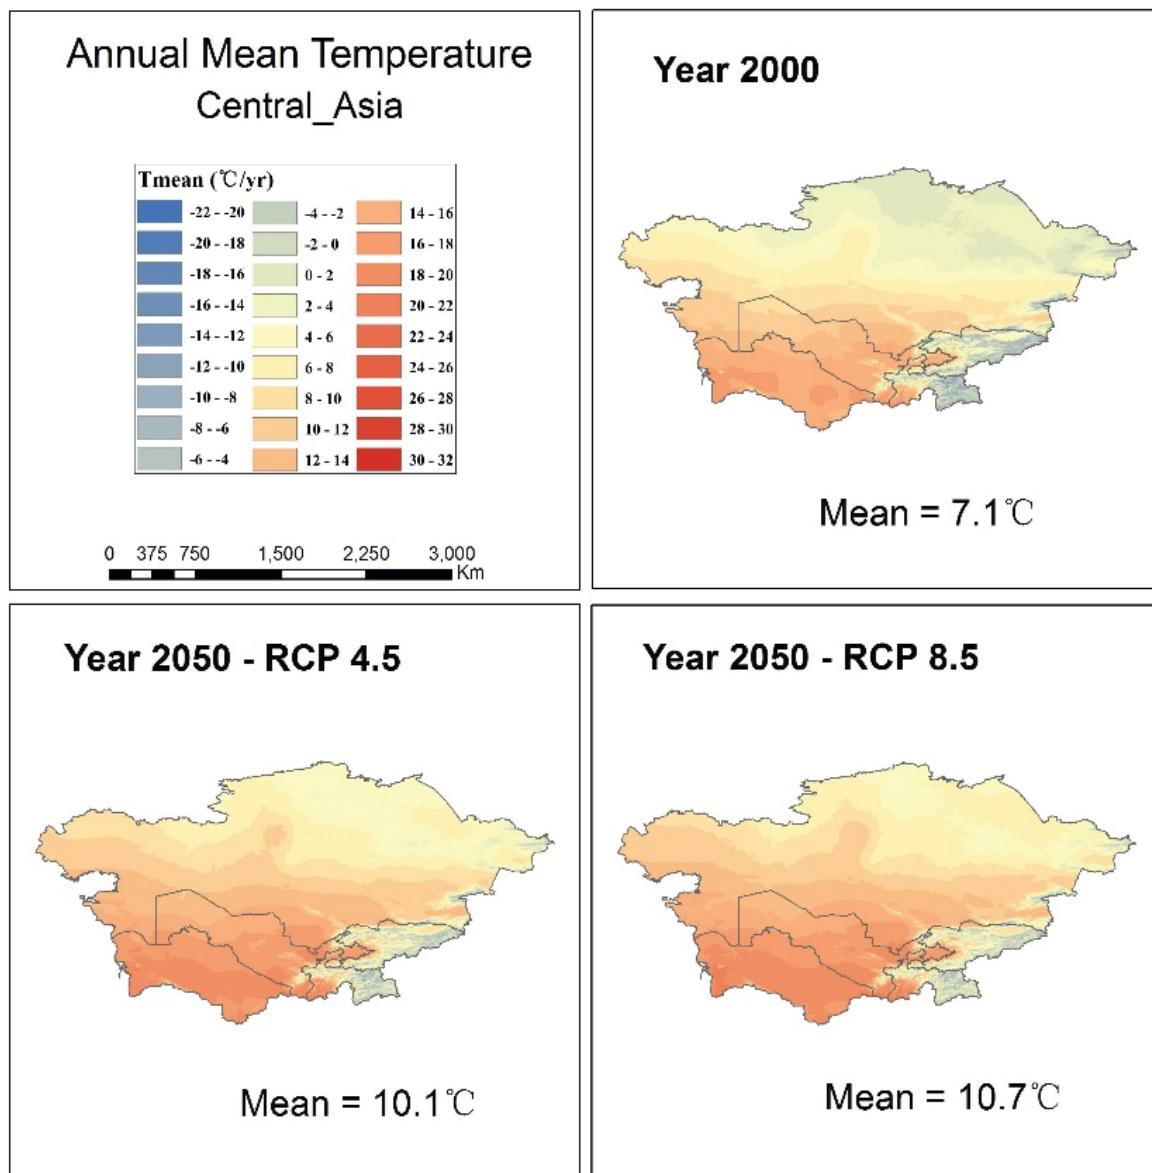 Annual Mean Temperature
Central_Asia
Tmean (℃/yr)
-22 - -20
-20 - -18
-18 - -16
-16 - -14
-14 - -12
-12 - -10
-10 - -8
-8 - -6
-6 - -4
-4 - -2
-2 - 0
0 - 2
2 - 4
4 - 6
6 - 8
8 - 10
10 - 12
12 - 14
14 - 16
16 - 18
18 - 20
20 - 22
22 - 24
24 - 26
26 - 28
28 - 30
30 - 32
0 375 750 1,500 2,250 3,000
Km
Year 2000
Mean = 7.1℃
Year 2050 - RCP 4.5
Mean = 10.1℃
Year 2050 - RCP 8.5
Mean = 10.7℃